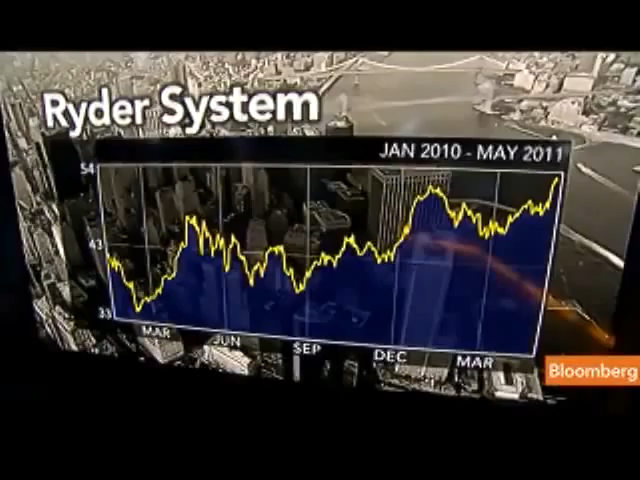 Ryder System
JAN 2010 - MAY 2011
54
43
33
MAR JUN SEP DEC MAR
Bloomberg